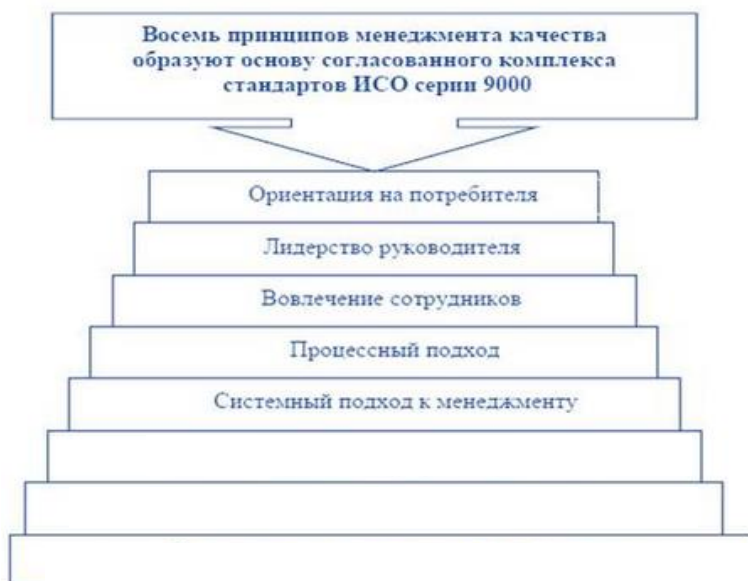 Восемь принципов менеджмента качества
образуют основу согласованного комплекса
стандартов ИСО серии 9000
Ориентация на потребителя
Лидерство руководителя
Вовлечение сотрудников
Процессный подход
Системный подход к менеджменту